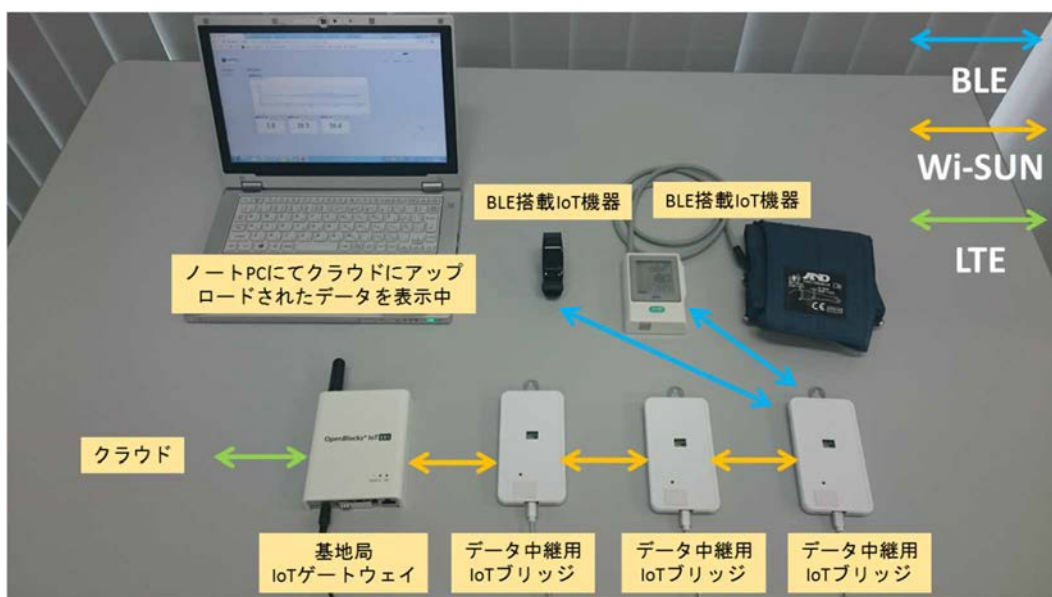 BLE
Wi-SUN
LTE
BLE搭載IoT機器
BLE搭載IoT機器
ノートPCにてクラウドにアップ
ロードされたデータを表示中
AND
CE
OpenBlocks® IoT
クラウド
基地局
IoTゲートウェイ
データ中継用
IoTブリッジ
データ中継用
IoTブリッジ
データ中継用
IoTブリッジ